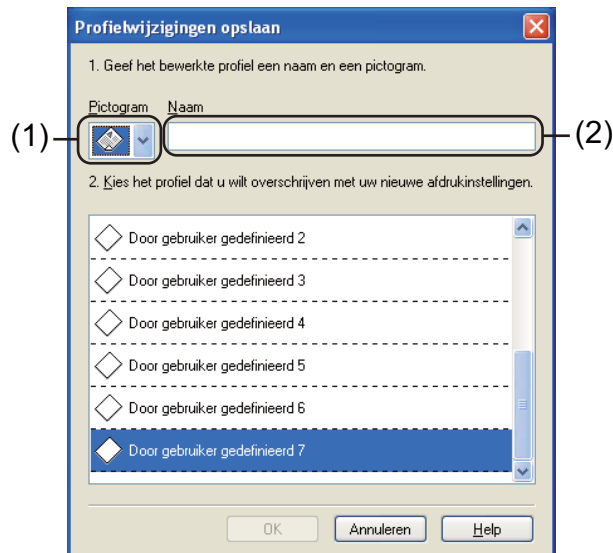 Profielwijzigingen opslaan
1. Geef het bewerkte profiel een naam en een pictogram.
Pictogram Naam
(1) (2)
2. Kies het profiel dat u wilt overschrijven met uw nieuwe afdrukinstellingen.
Door gebruiker gedefinieerd 2
Door gebruiker gedefinieerd 3
Door gebruiker gedefinieerd 4
Door gebruiker gedefinieerd 5
Door gebruiker gedefinieerd 6
Door gebruiker gedefinieerd 7
OK Annuleren Help